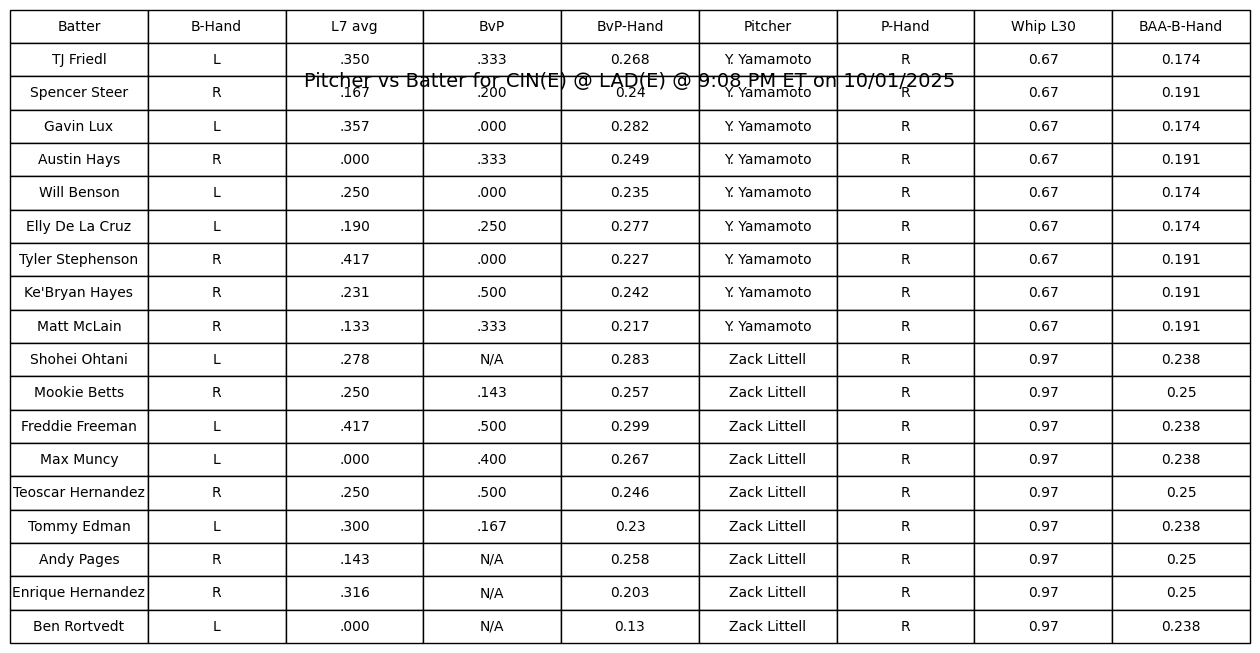 Batter B-Hand L7 avg BvP BvP-Hand Pitcher P-Hand Whip L30 BAA-B-Hand
TJ Friedl L .350 .333 0.268 Y. Yamamoto R 0.67 0.174
Pitcher vs Batter for CIN(E) @ LAD(E) @ 9:08 PM ET on 10/01/2025
Spencer Steer R .167 .200 0.24 Y. Yamamoto R 0.67 0.191
Gavin Lux L .357 .000 0.282 Y. Yamamoto R 0.67 0.174
Austin Hays R .000 .333 0.249 Y. Yamamoto R 0.67 0.191
Will Benson L .250 .000 0.235 Y. Yamamoto R 0.67 0.174
Elly De La Cruz L .190 .250 0.277 Y. Yamamoto R 0.67 0.174
Tyler Stephenson R .417 .000 0.227 Y. Yamamoto R 0.67 0.191
Ke'Bryan Hayes R .231 .500 0.242 Y. Yamamoto R 0.67 0.191
Matt McLain R .133 .333 0.217 Y. Yamamoto R 0.67 0.191
Shohei Ohtani L .278 N/A 0.283 Zack Littell R 0.97 0.238
Mookie Betts R .250 .143 0.257 Zack Littell R 0.97 0.25
Freddie Freeman L .417 .500 0.299 Zack Littell R 0.97 0.238
Max Muncy L .000 .400 0.267 Zack Littell R 0.97 0.238
Teoscar Hernandez R .250 .500 0.246 Zack Littell R 0.97 0.25
Tommy Edman L .300 .167 0.23 Zack Littell R 0.97 0.238
Andy Pages R .143 N/A 0.258 Zack Littell R 0.97 0.25
Enrique Hernandez R .316 N/A 0.203 Zack Littell R 0.97 0.25
Ben Rortvedt L .000 N/A 0.13 Zack Littell R 0.97 0.238